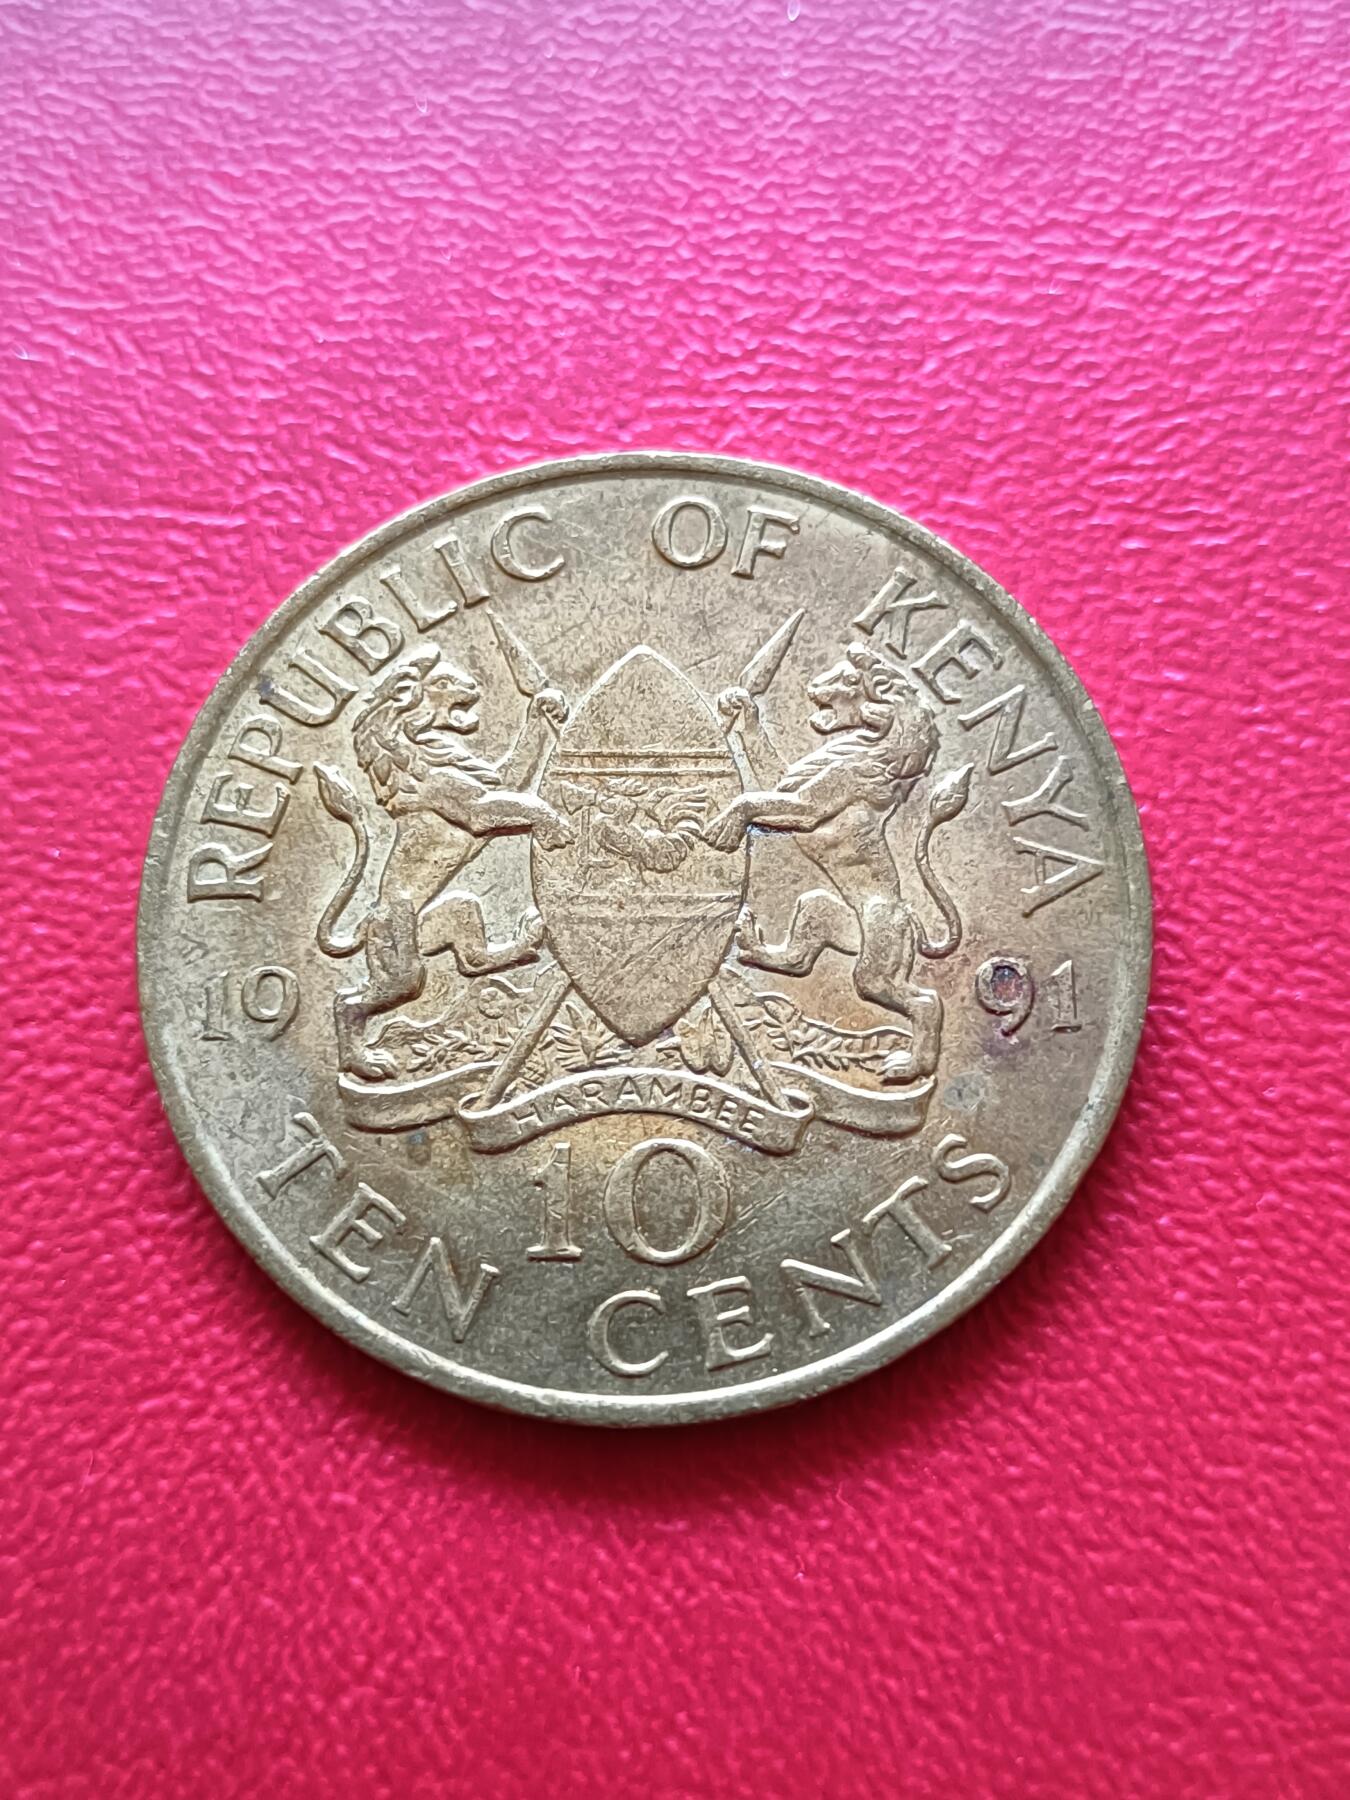 REPUBLIC OF KENYA
19 91
HARAMBEE
10
TEN CENTS